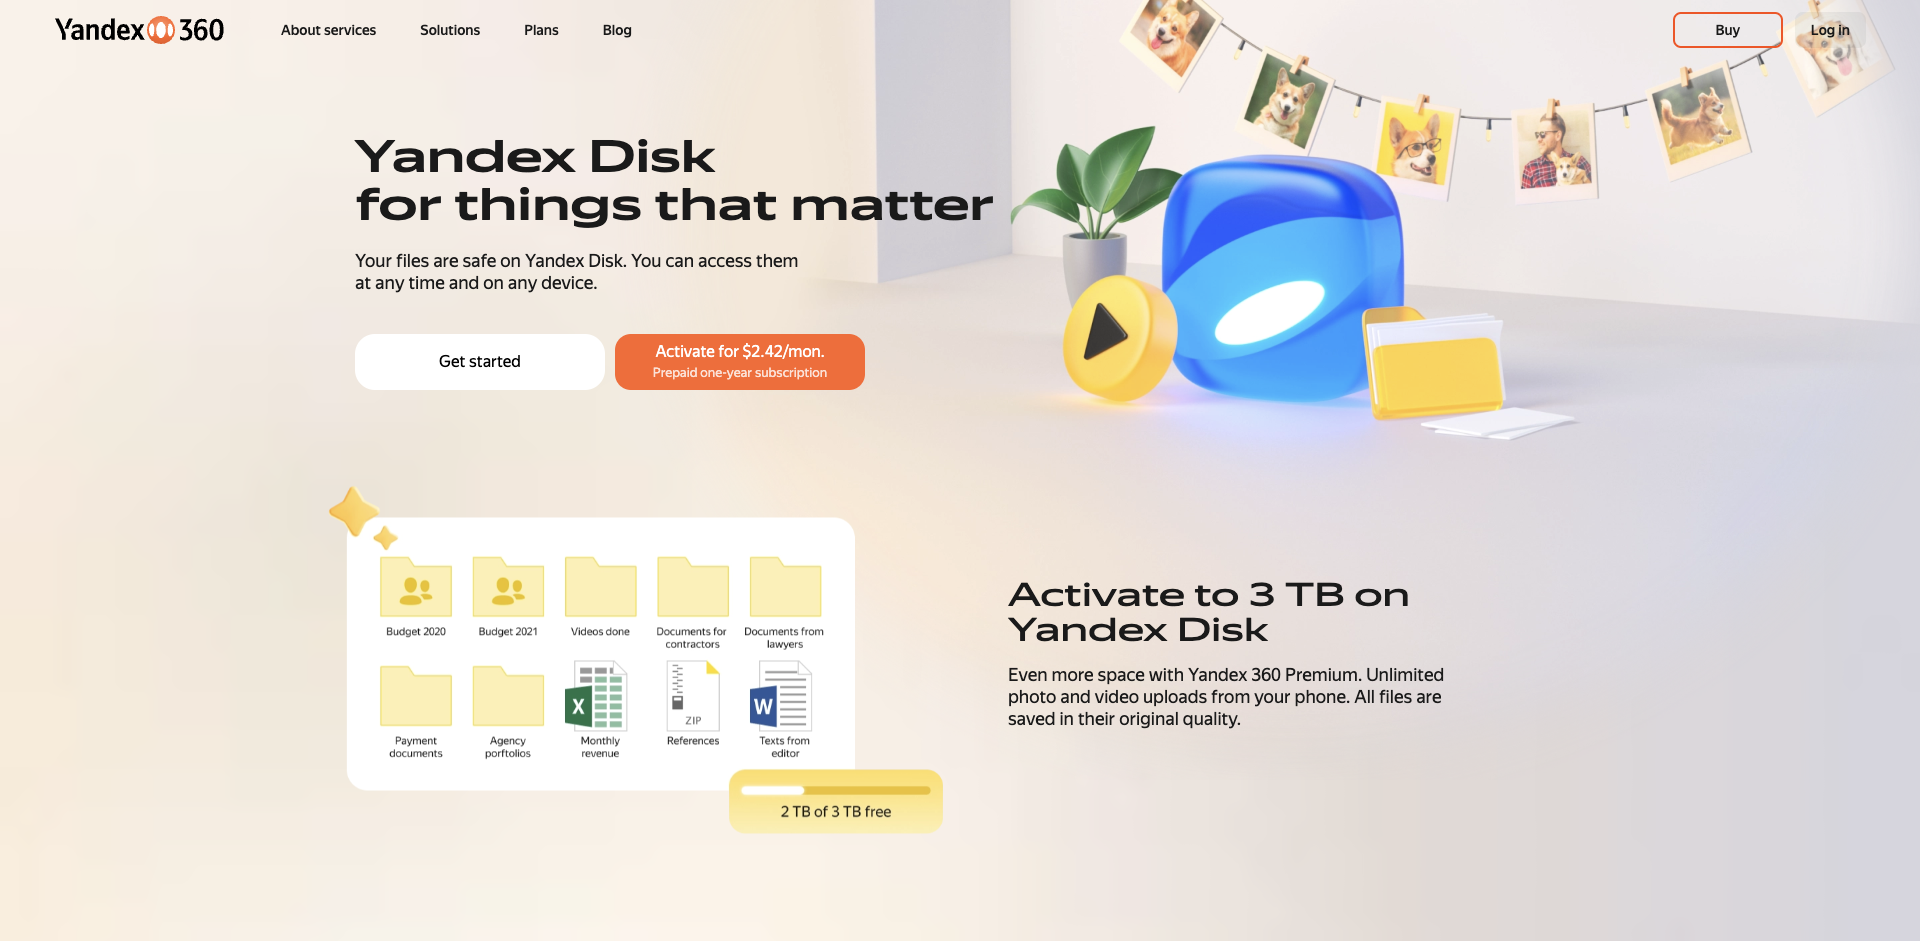 Yandex 360
About services
Solutions
Plans
Blog
Buy
Log in
Yandex Disk
for things that matter
Your files are safe on Yandex Disk. You can access them
at any time and on any device.
Get started
Activate for $2.42/mon.
Prepaid one-year subscription
Budget 2020
Budget 2021
Videos done
Documents for
contractors
Documents from
lawyers
X
ZIP
W
Payment
documents
Agency
porftolios
Monthly
revenue
References
Texts from
editor
2 TB of 3 TB free
Activate to 3 TB on
Yandex Disk
Even more space with Yandex 360 Premium. Unlimited
photo and video uploads from your phone. All files are
saved in their original quality.